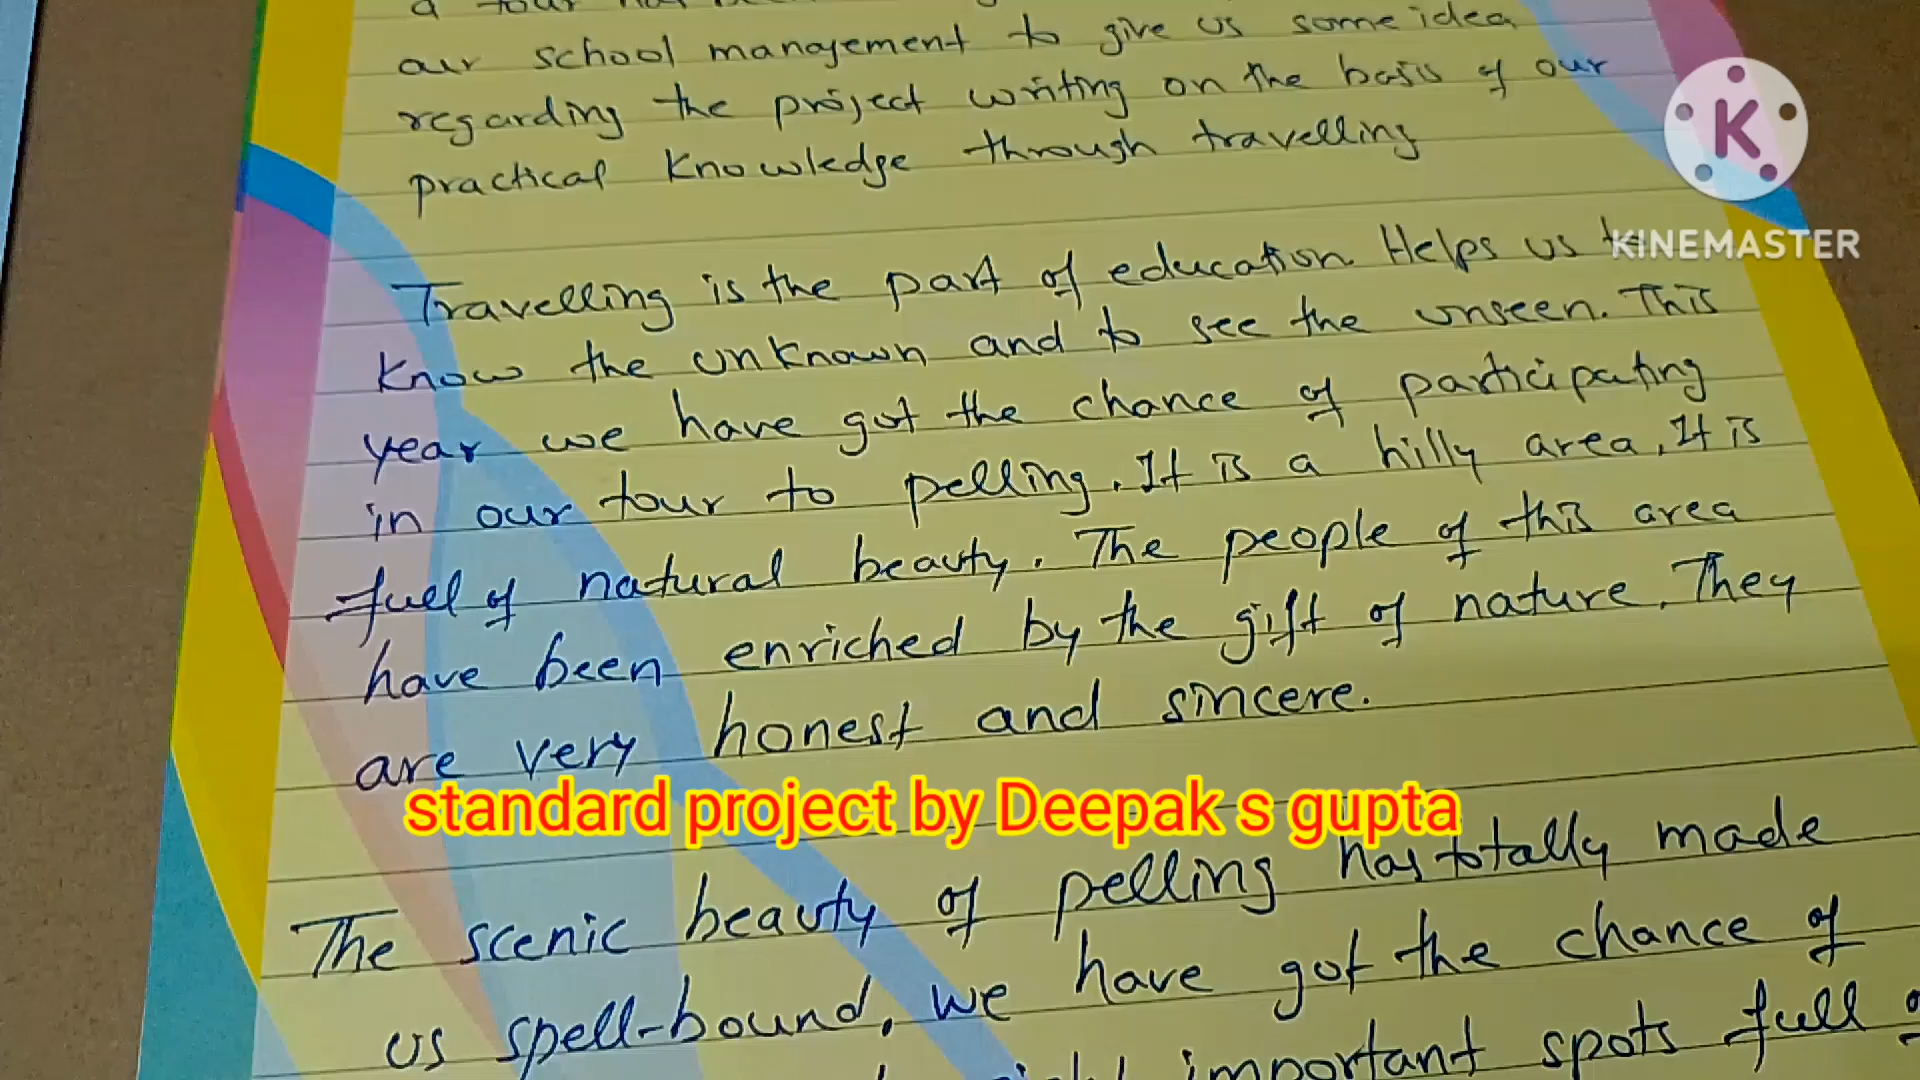 a tour has been
our school management to give us some idea
regarding the project writing on the basis of our
practical knowledge through travelling
Travelling is the part of education. Helps us to
know the unknown and to see the unseen. This
year we have got the chance of participating
in our tour to pelling. It is a hilly area, It is
full of natural beauty. The people of this area
have been enriched by the gift of nature. They
are very honest and sincere.
standard project by Deepak s gupta
The scenic beauty of pelling has totally made
us spell-bound, we have got the chance of
important spots full
K
KINEMASTER